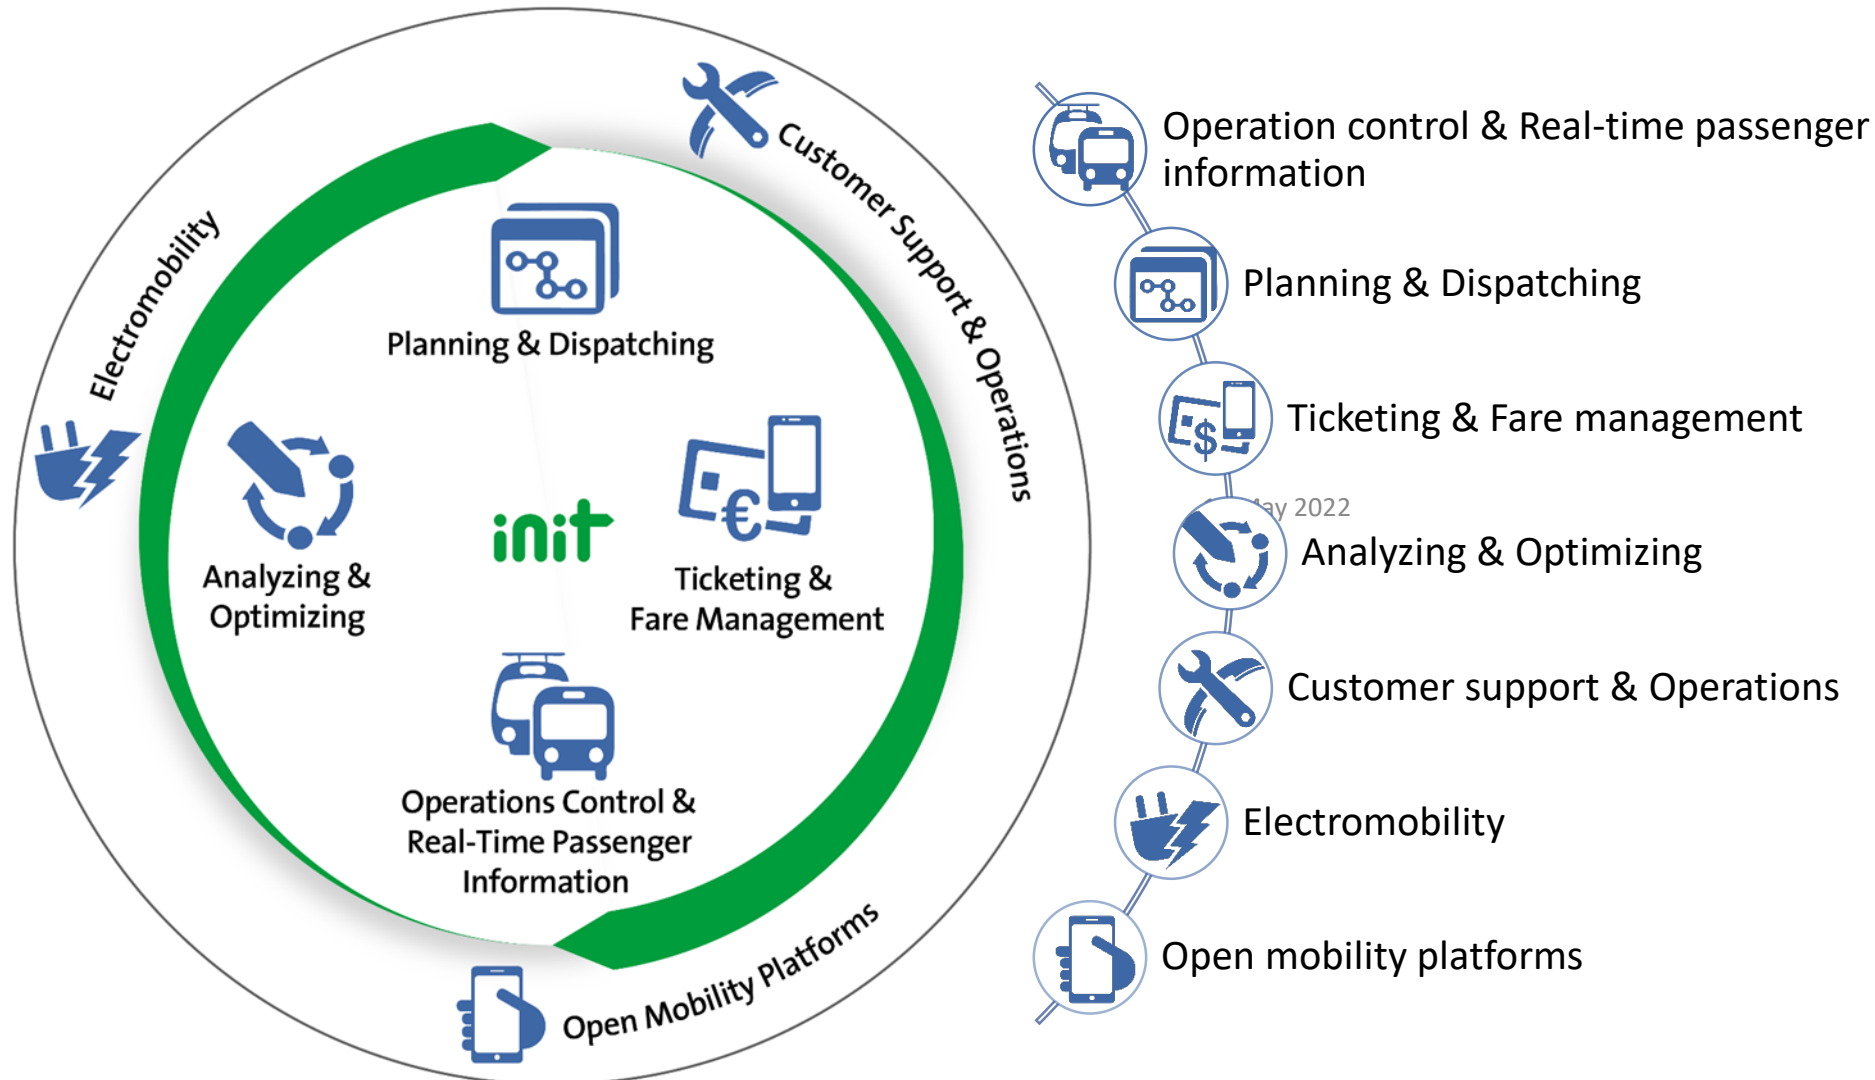 Customer Support & Operations
Electromobility
Planning & Dispatching
€
init
Analyzing &
Optimizing
Ticketing &
Fare Management
Operations Control &
Real-Time Passenger
Information
Open Mobility Platforms
Operation control & Real-time passenger
information
Planning & Dispatching
$
Ticketing & Fare management
2022
Analyzing & Optimizing
Customer support & Operations
Electromobility
Open mobility platforms